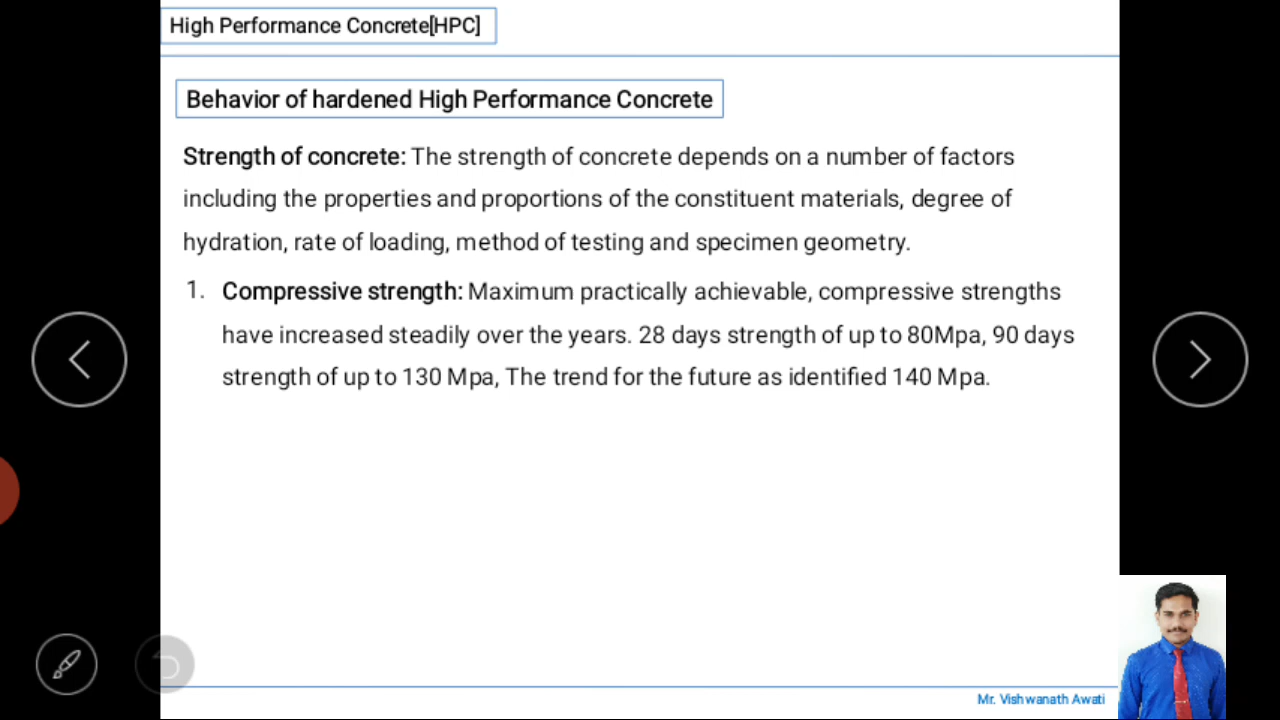 High Performance Concrete[HPC]
Behavior of hardened High Performance Concrete
Strength of concrete: The strength of concrete depends on a number of factors
including the properties and proportions of the constituent materials, degree of
hydration, rate of loading, method of testing and specimen geometry.
1. Compressive strength: Maximum practically achievable, compressive strengths
have increased steadily over the years. 28 days strength of up to 80Mpa, 90 days
strength of up to 130 Mpa, The trend for the future as identified 140 Mpa.
Mr. Vishwanath Awati